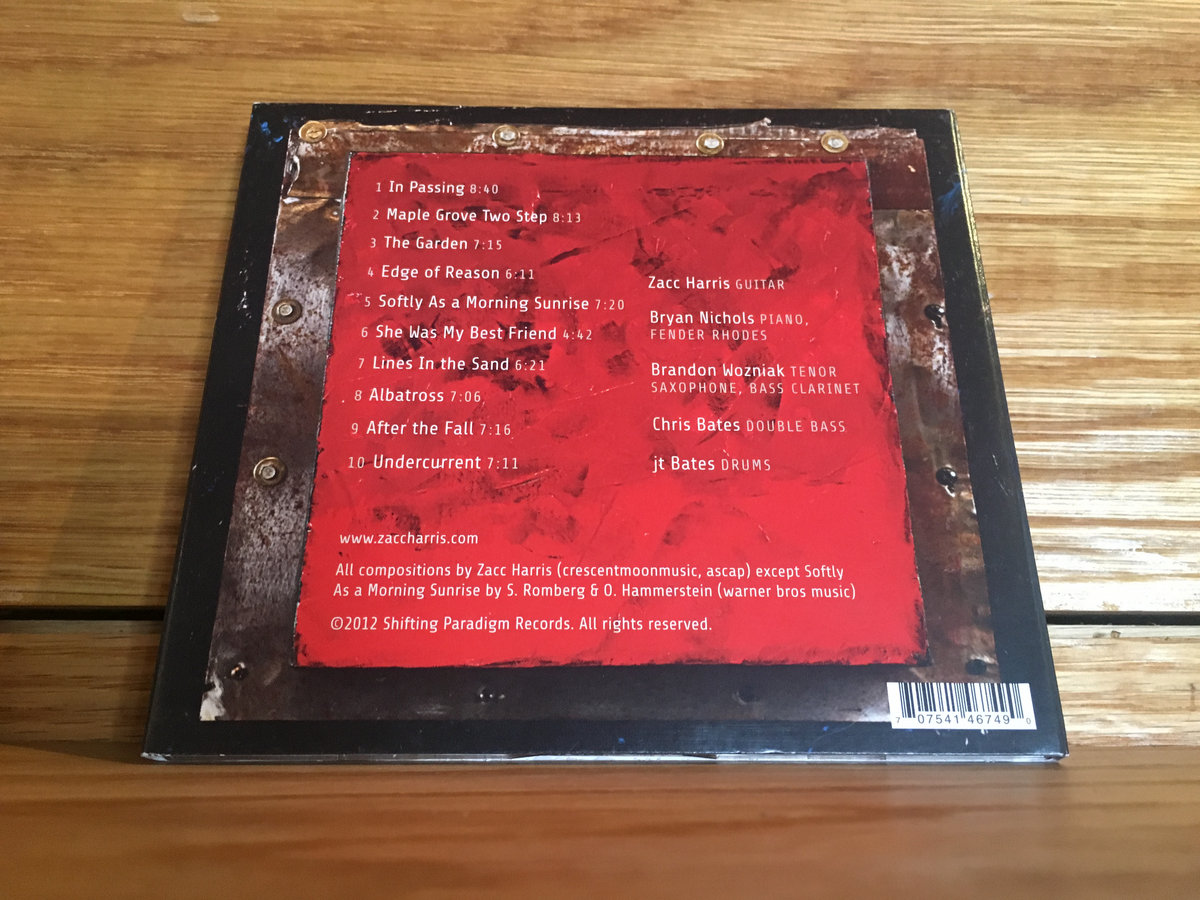 1 In Passing 8:40
2 Maple Grove Two Step 8:13
3 The Garden 7:15
4 Edge of Reason 6:11
5 Softly As a Morning Sunrise 7:20
6 She Was My Best Friend 4:42
7 Lines In the Sand 6:21
8 Albatross 7:06
9 After the Fall 7:16
10 Undercurrent 7:11
Zacc Harris GUITAR
Bryan Nichols PIANO,
FENDER RHODES
Brandon Wozniak TENOR
SAXOPHONE, BASS CLARINET
Chris Bates DOUBLE BASS
jt Bates DRUMS
www.zaccharris.com
All compositions by Zacc Harris (crescentmoonmusic, ascap) except Softly
As a Morning Sunrise by S. Romberg & O. Hammerstein (warner bros music)
©2012 Shifting Paradigm Records. All rights reserved.
7 07541 46749 0